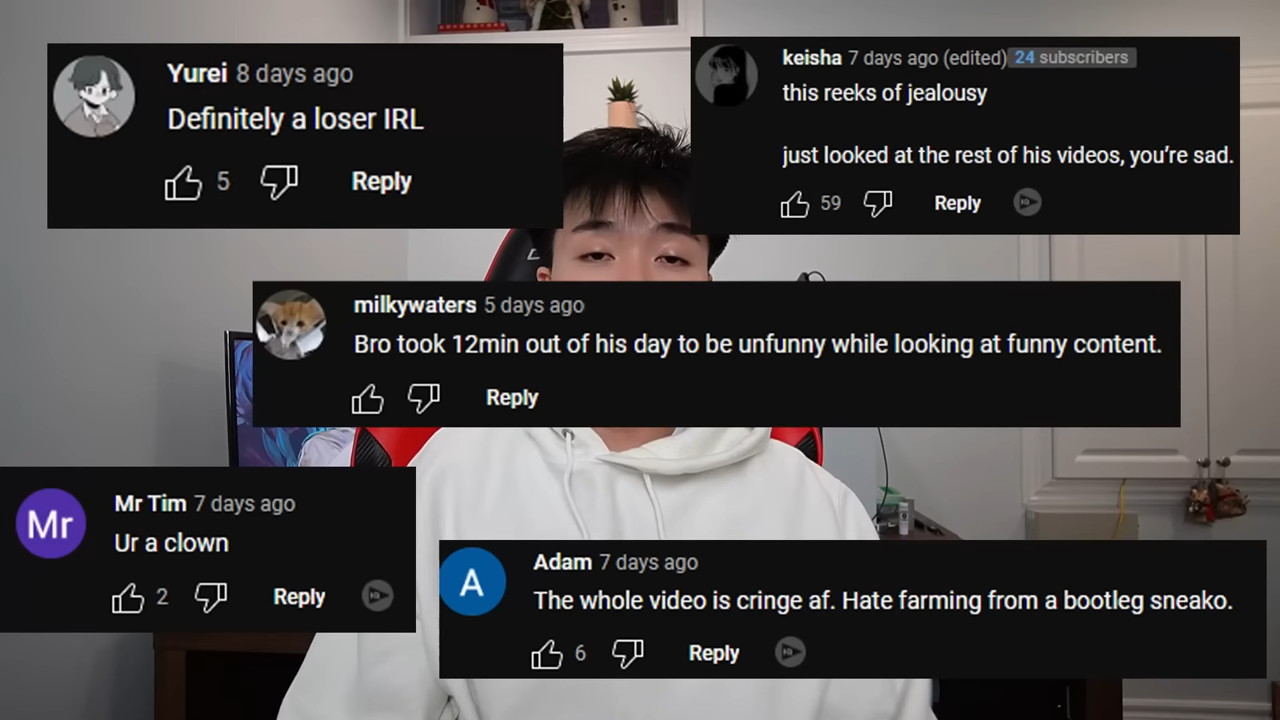 Yurei 8 days ago
Definitely a loser IRL
5 Reply
keisha 7 days ago (edited) 24 subscribers
this reeks of jealousy
just looked at the rest of his videos, you’re sad.
59 Reply
milkywaters 5 days ago
Bro took 12min out of his day to be unfunny while looking at funny content.
Reply
Mr
Mr Tim 7 days ago
Ur a clown
2 Reply
A
Adam 7 days ago
The whole video is cringe af. Hate farming from a bootleg sneako.
6 Reply